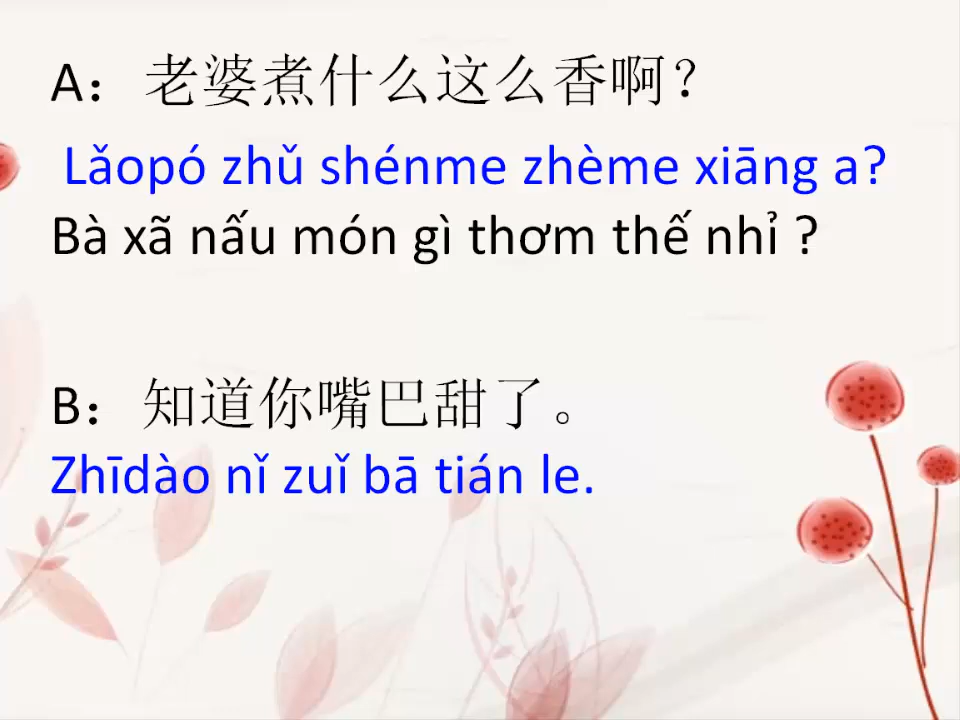 A：老婆煮什么这么香啊？
Lǎopó zhǔ shénme zhème xiāng a?
Bà xã nấu món gì thơm thế nhỉ ?
B：知道你嘴巴甜了。
Zhīdào nǐ zuǐ bā tián le.